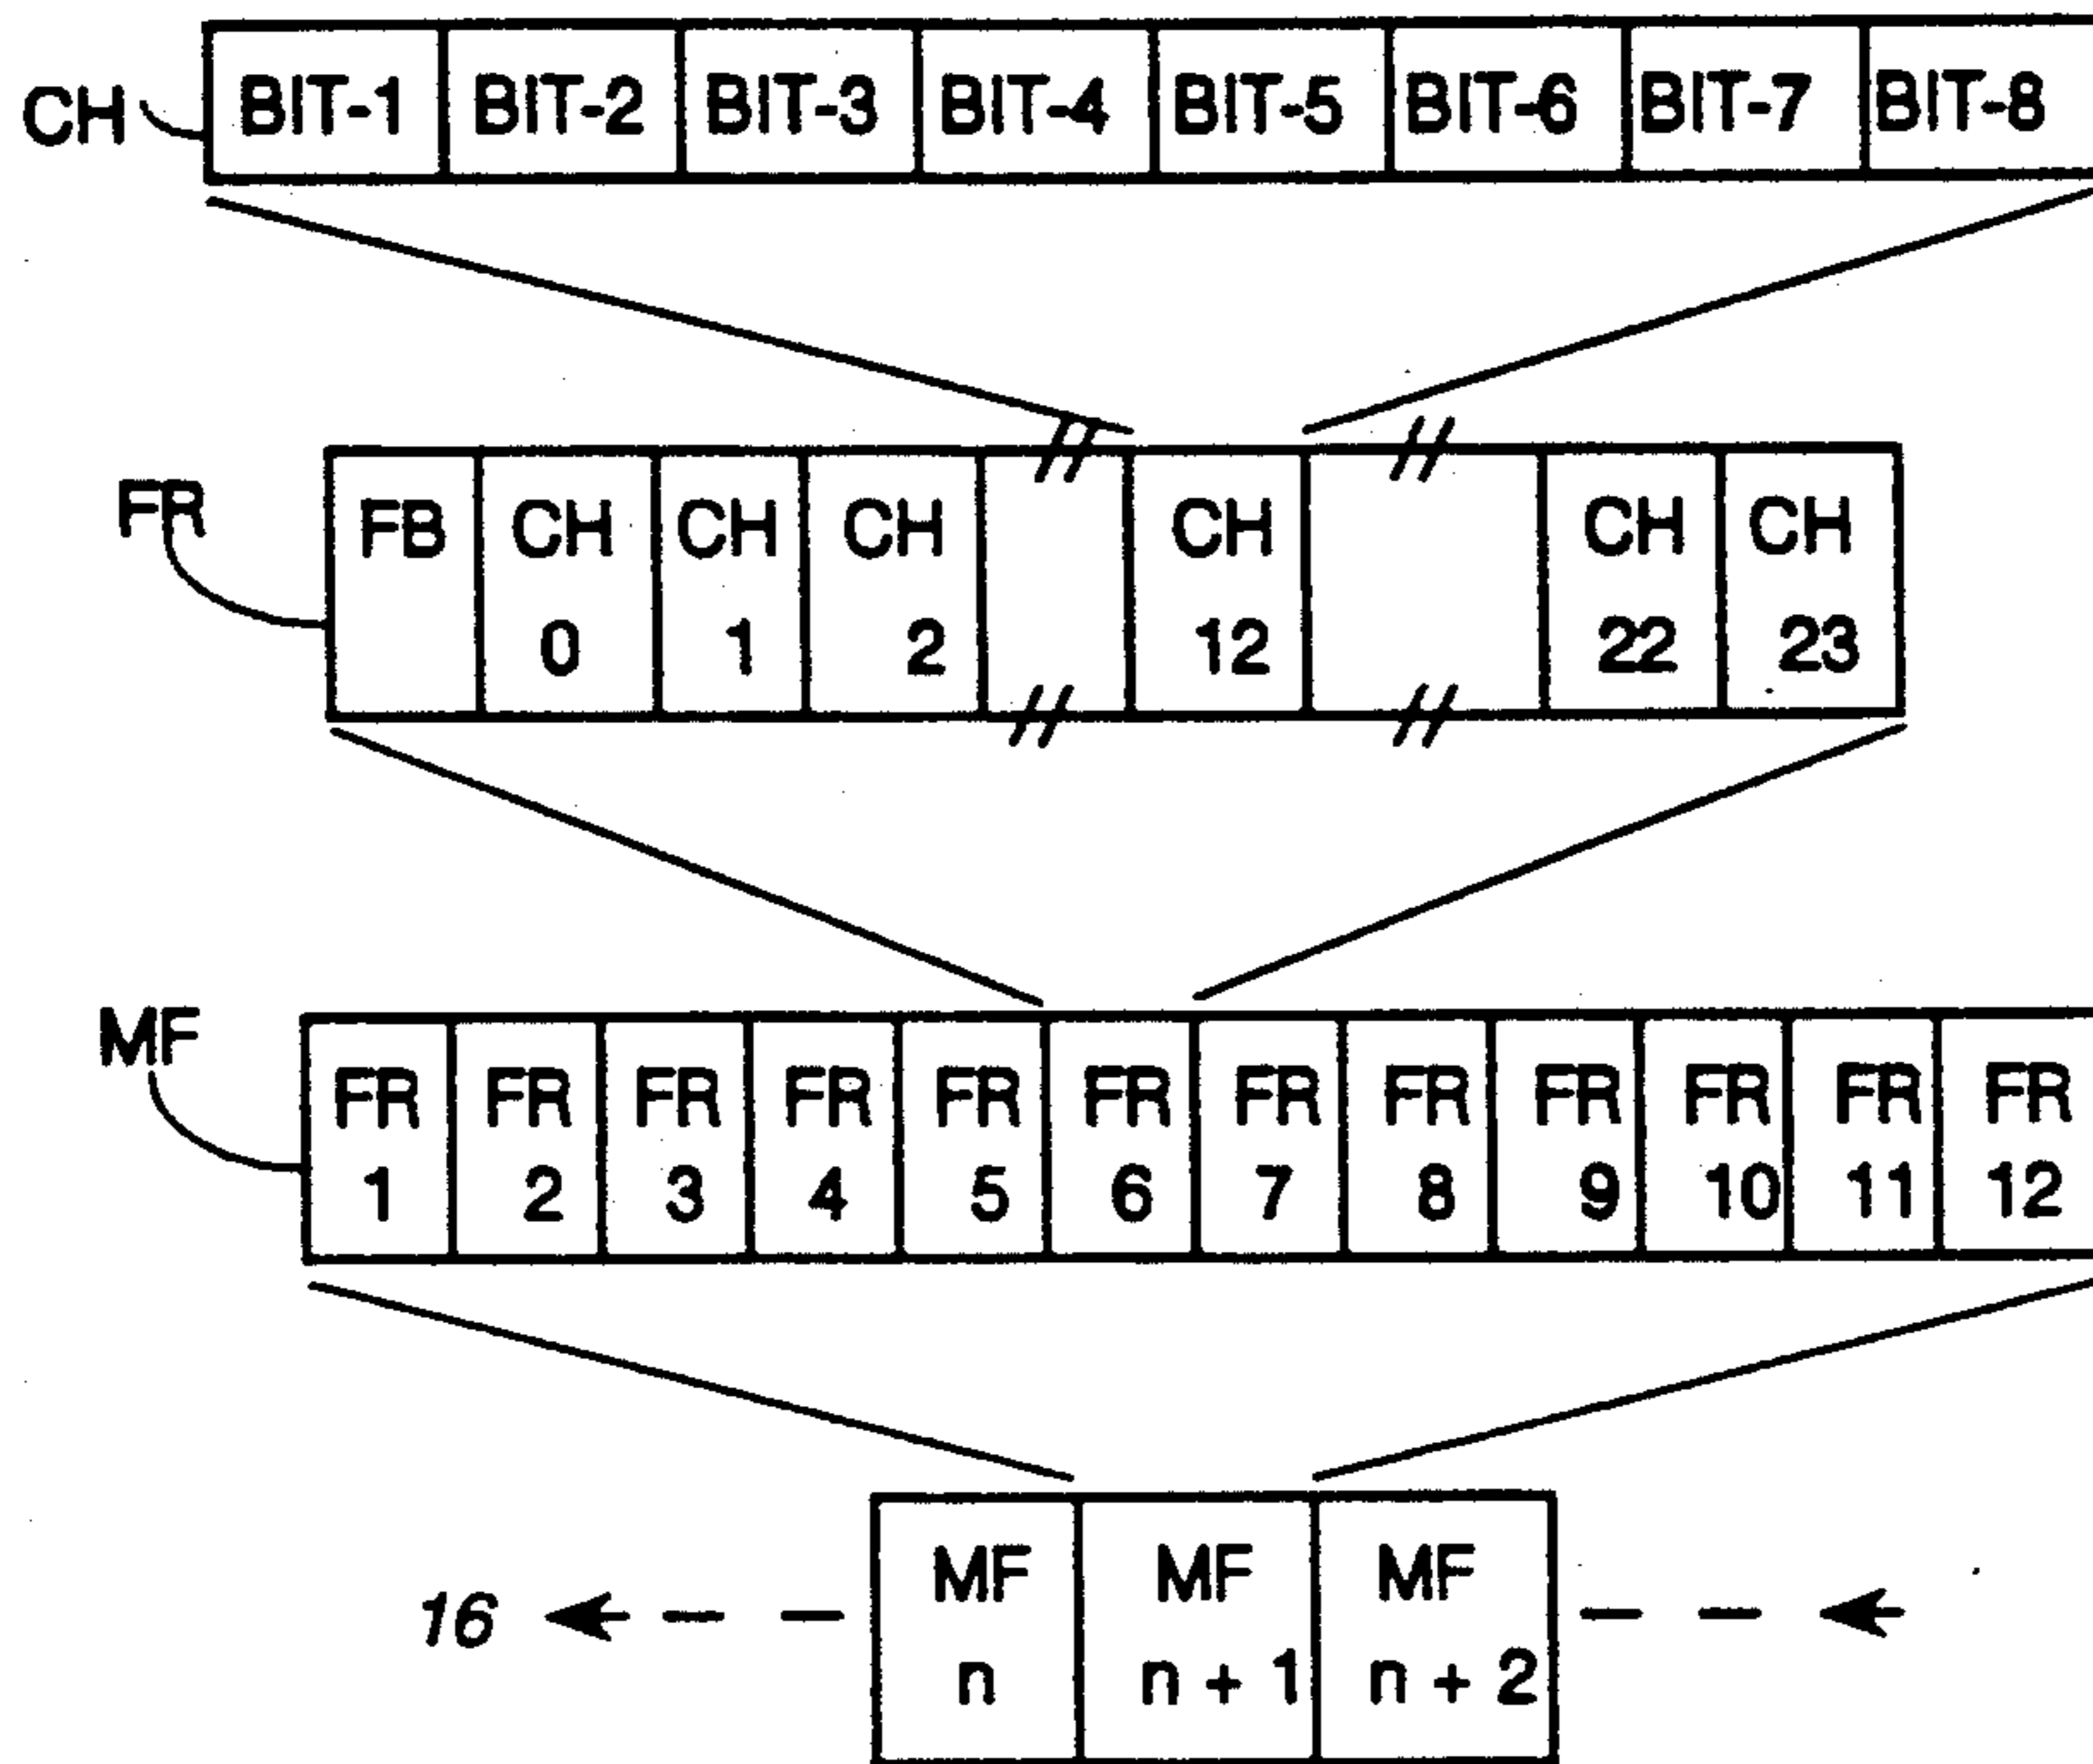 CH BIT-1 BIT-2 BIT-3 BIT-4 BIT-5 BIT-6 BIT-7 BIT-8
FR FB CH CH CH CH CH CH
0 1 2 12 22 23
MF FR FR FR FR FR FR FR FR FR FR FR FR
1 2 3 4 5 6 7 8 9 10 11 12
MF MF MF
16 n n + 1 n + 2